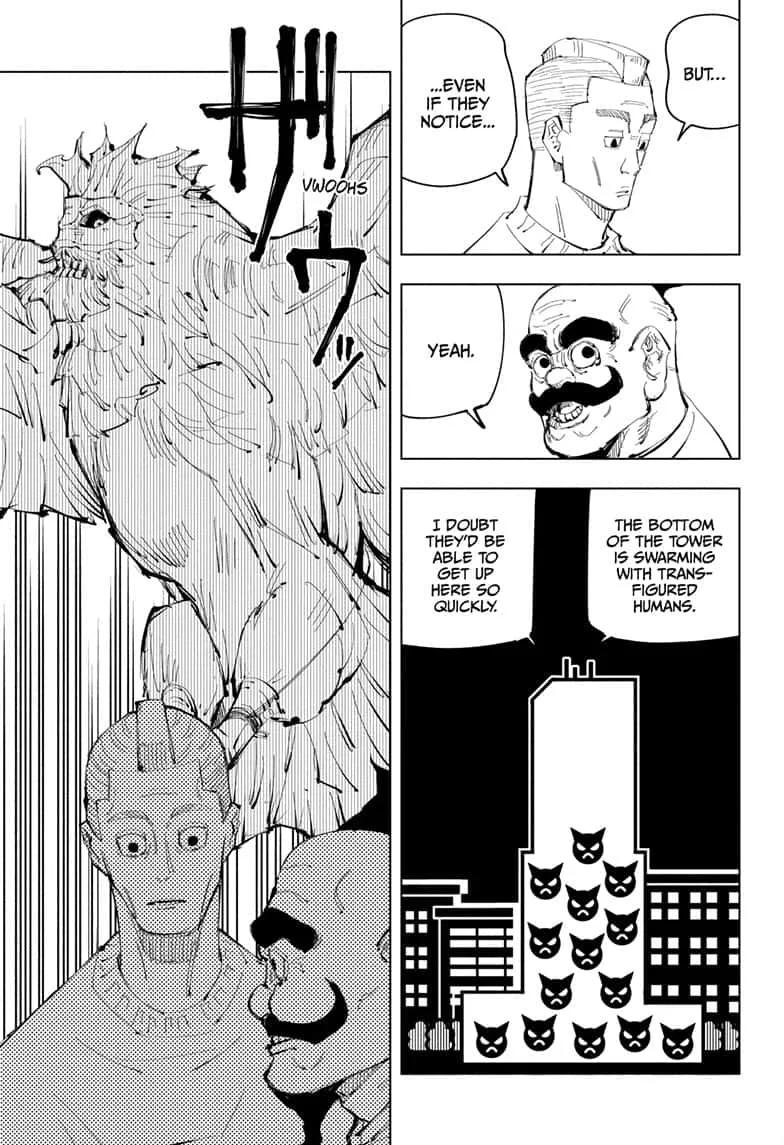 BUT...
...EVEN
IF THEY
NOTICE...
YEAH.
THE BOTTOM
OF THE TOWER
IS SWARMING
WITH TRANS-
FIGURED
HUMANS.
I DOUBT
THEY'D BE
ABLE TO
GET UP
HERE SO
QUICKLY.
ザウッ
VWOOHS